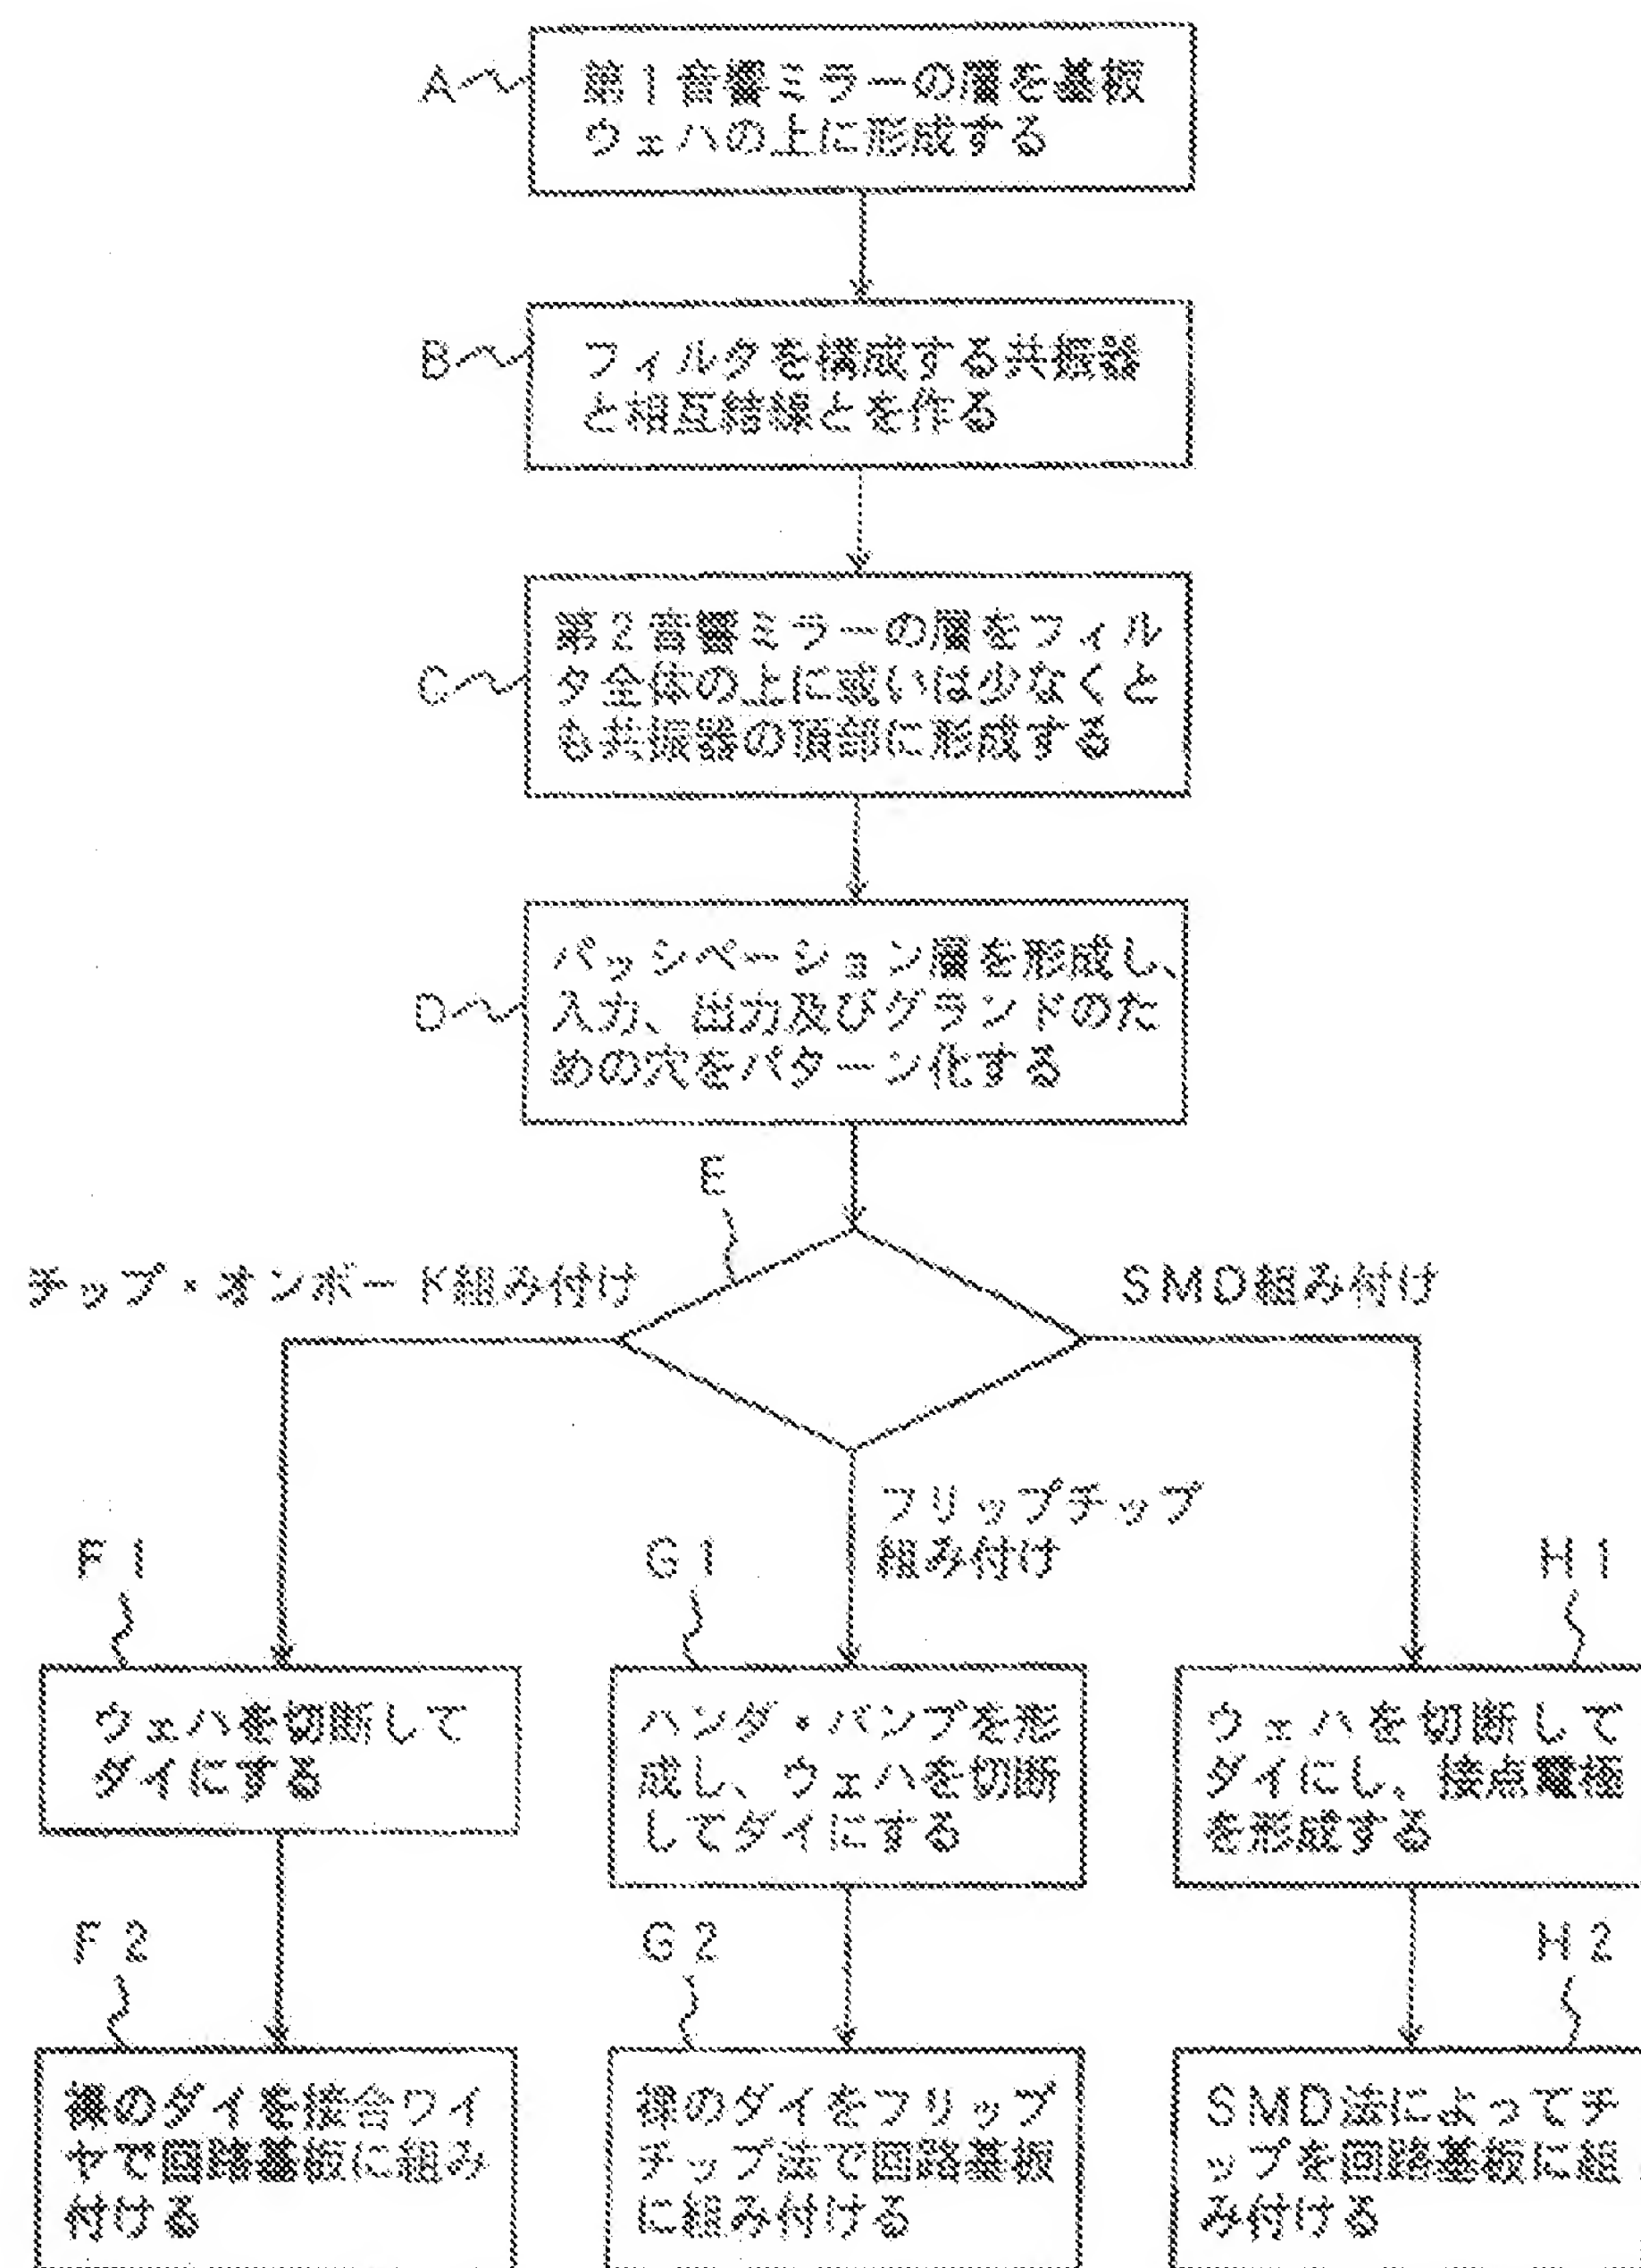 A
第1音響ミラーの層を基板
ウェハの上に形成する
B
フィルタを構成する共振器
と相互結線とを作る
C
第2音響ミラーの層をフィル
タ全体の上に或いは少なくと
も共振器の頂部に形成する
D
パッシベーション層を形成し、
入力、出力及びグランドのた
めの穴をパターン化する
E
チップ・オンボード組み付け
SMD組み付け
フリップチップ
組み付け
F1
ウェハを切断して
ダイにする
G1
ハンダ・バンプを形
成し、ウェハを切断
してダイにする
H1
ウェハを切断して
ダイにし、接点電極
を形成する
F2
裸のダイを接合ワイ
ヤで回路基板に組み
付ける
G2
裸のダイをフリップ
チップ法で回路基板
に組み付ける
H2
SMD法によってチ
ップを回路基板に組
み付ける